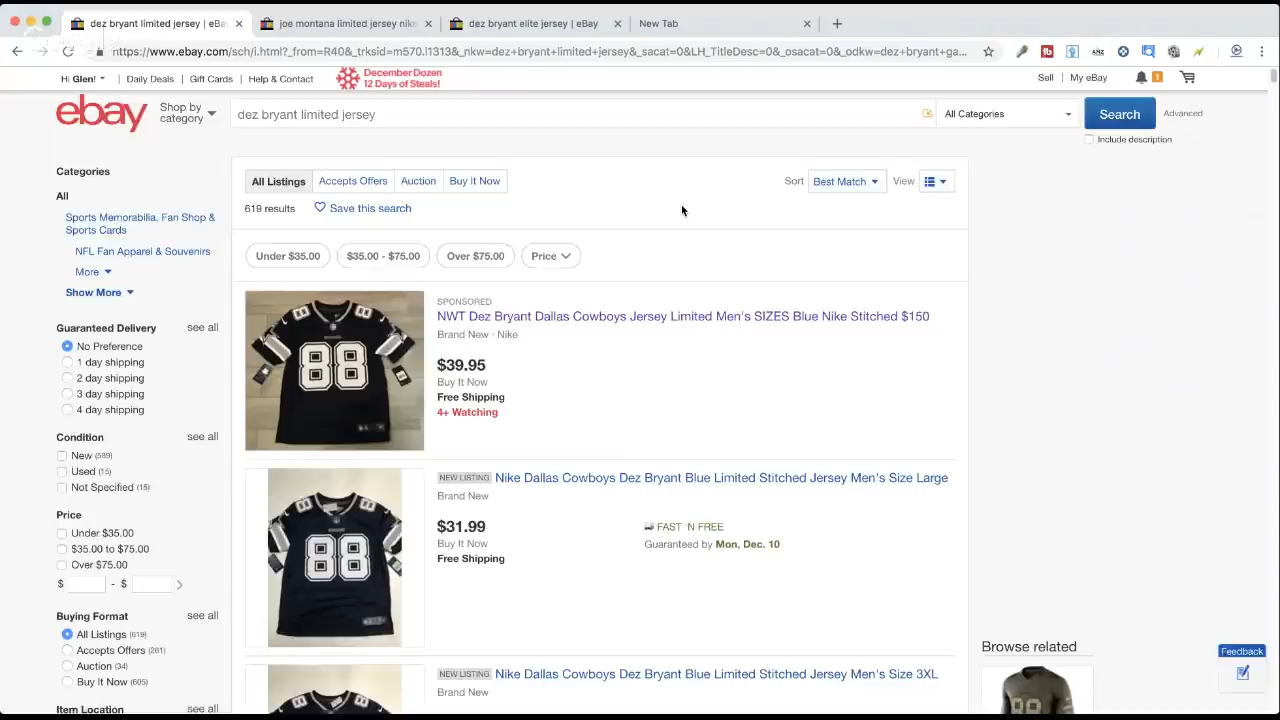 dez bryant limited jersey | eBa
joe montana limited jersey nike
dez bryant elite jersey | eBay
New Tab
https://www.ebay.com/sch/i.html?_from=R40&_trksid=m570.l1313&_nkw=dez+bryant+limited+jersey&_sacat=0&LH_TitleDesc=0&_osacat=0&_odkw=dez+bryant+ga...
Hi Glen!
Daily Deals
Gift Cards
Help & Contact
December Dozen
12 Days of Steals!
Sell
My eBay
1
ebay
Shop by
category
dez bryant limited jersey
All Categories
Search
Advanced
Include description
Categories
All
Sports Memorabilia, Fan Shop &
Sports Cards
NFL Fan Apparel & Souvenirs
More
Show More
Guaranteed Delivery
see all
No Preference
1 day shipping
2 day shipping
3 day shipping
4 day shipping
Condition
see all
New (589)
Used (15)
Not Specified (15)
Price
Under $35.00
$35.00 to $75.00
Over $75.00
$ - $
Buying Format
see all
All Listings (619)
Accepts Offers (261)
Auction (34)
Buy It Now (605)
Item Location
see all
All Listings
Accepts Offers
Auction
Buy It Now
Sort
Best Match
View
619 results
Save this search
Under $35.00
$35.00 - $75.00
Over $75.00
Price
88
SPONSORED
NWT Dez Bryant Dallas Cowboys Jersey Limited Men's SIZES Blue Nike Stitched $150
Brand New · Nike
$39.95
Buy It Now
Free Shipping
4+ Watching
88
NEW LISTING Nike Dallas Cowboys Dez Bryant Blue Limited Stitched Jersey Men's Size Large
Brand New
$31.99
Buy It Now
Free Shipping
FAST 'N FREE
Guaranteed by Mon, Dec. 10
NEW LISTING Nike Dallas Cowboys Dez Bryant Blue Limited Stitched Jersey Men's Size 3XL
Brand New
Browse related
Feedback